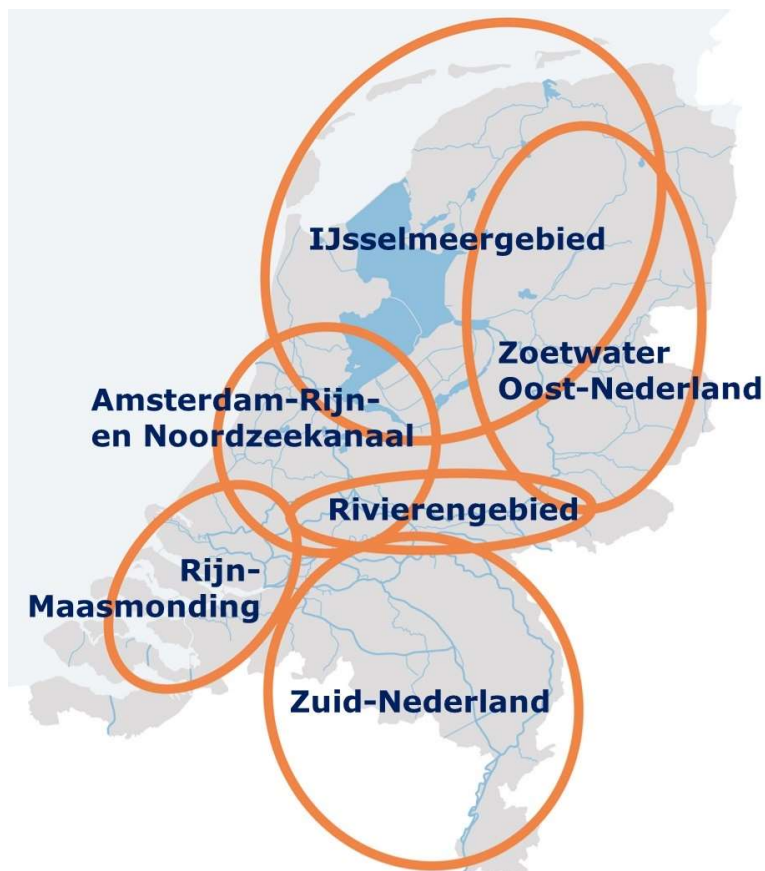 IJsselmeergebied
Zoetwater
Oost-Nederland
Amsterdam-Rijn-
en Noordzeekanaal
Rivierengebied
Rijn-
Maasmonding
Zuid-Nederland